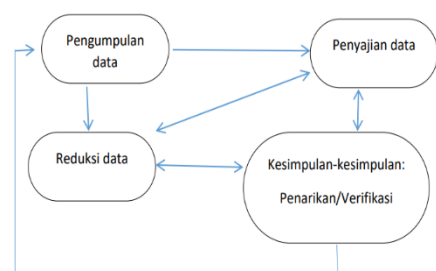 Pengumpulan
data
Penyajian data
Reduksi data
Kesimpulan-kesimpulan:
Penarikan/Verifikasi